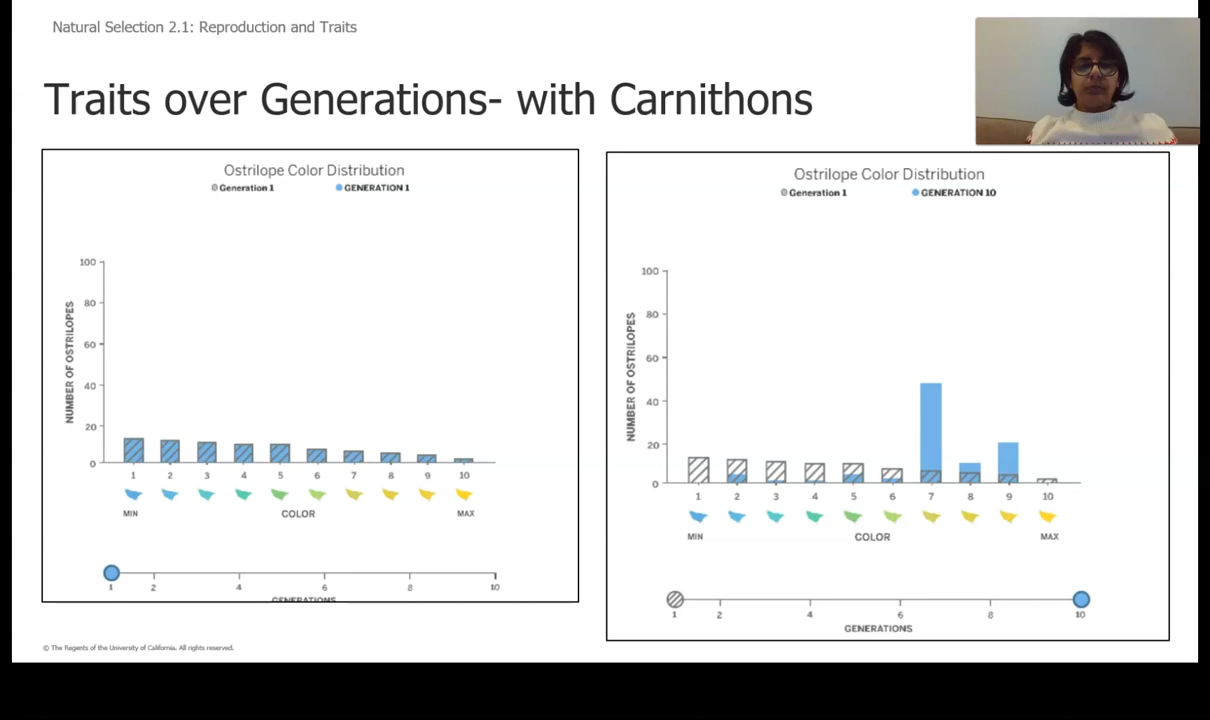 Natural Selection 2.1: Reproduction and Traits
Traits over Generations- with Carnithons
Ostrilope Color Distribution
Generation 1 GENERATION 1
NUMBER OF OSTRILOPES
100
80
60
40
20
0
1 2 3 4 5 6 7 8 9 10
MIN COLOR MAX
1 2 4 6 8 10
GENERATIONS
Ostrilope Color Distribution
Generation 1 GENERATION 10
NUMBER OF OSTRILOPES
100
80
60
40
20
0
1 2 3 4 5 6 7 8 9 10
MIN COLOR MAX
1 2 4 6 8 10
GENERATIONS
© The Regents of the University of California. All rights reserved.